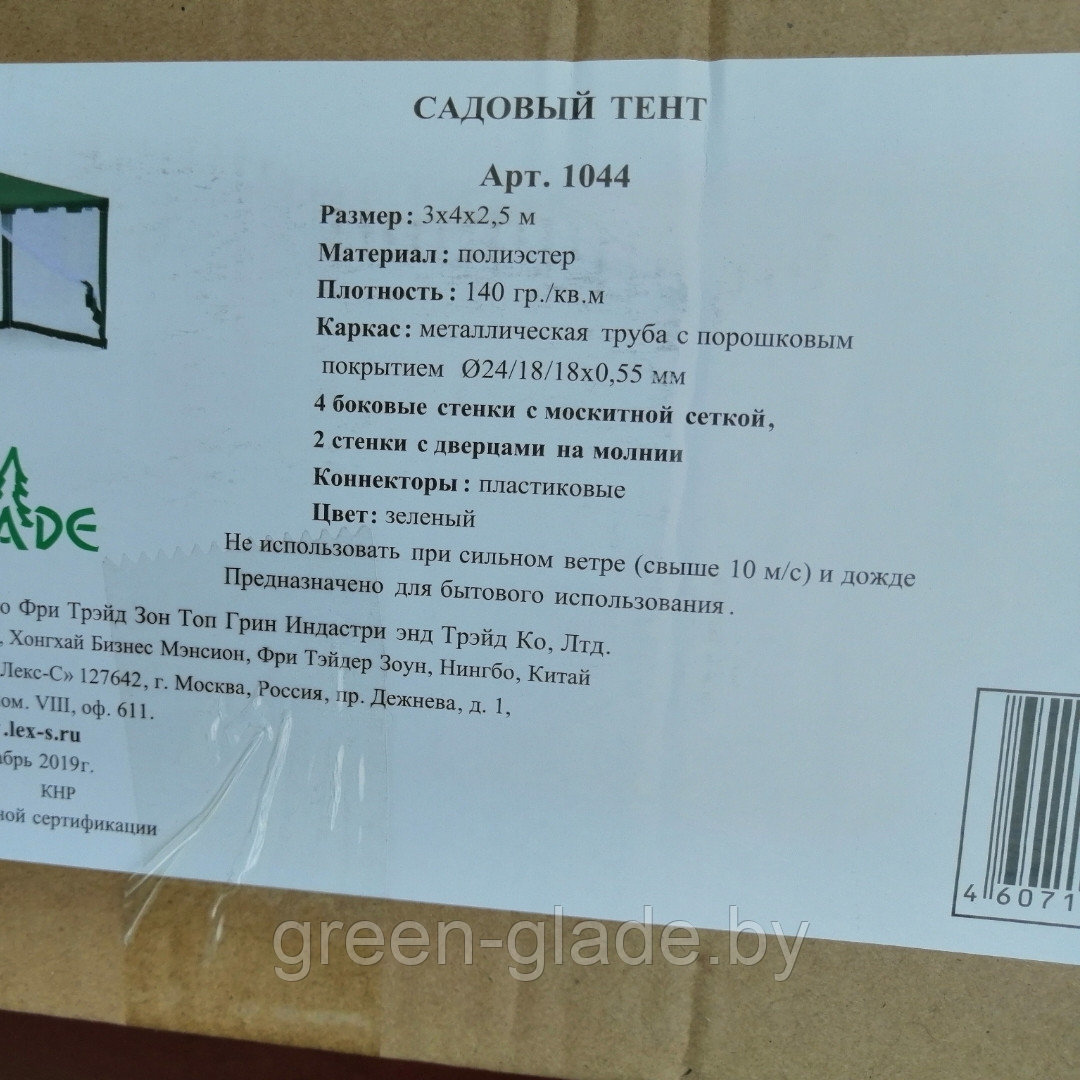 САДОВЫЙ ТЕНТ
Арт. 1044
Размер: 3х4х2,5 м
Материал: полиэстер
Плотность: 140 гр./кв.м
Каркас: металлическая труба с порошковым
покрытием Ø24/18/18х0,55 мм
4 боковые стенки с москитной сеткой,
2 стенки с дверцами на молнии
Коннекторы: пластиковые
Цвет: зеленый
Не использовать при сильном ветре (свыше 10 м/с) и дожде
Предназначено для бытового использования.
о Фри Трэйд Зон Топ Грин Индастри энд Трэйд Ко, Лтд.
, Хонгхай Бизнес Мэнсион, Фри Тэйдер Зоун, Нингбо, Китай
Лекс-С» 127642, г. Москва, Россия, пр. Дежнева, д. 1,
ом. VIII, оф. 611.
.lex-s.ru
абрь 2019г.
КНР
ной сертификации
ADE
4 6071
green-glade.by